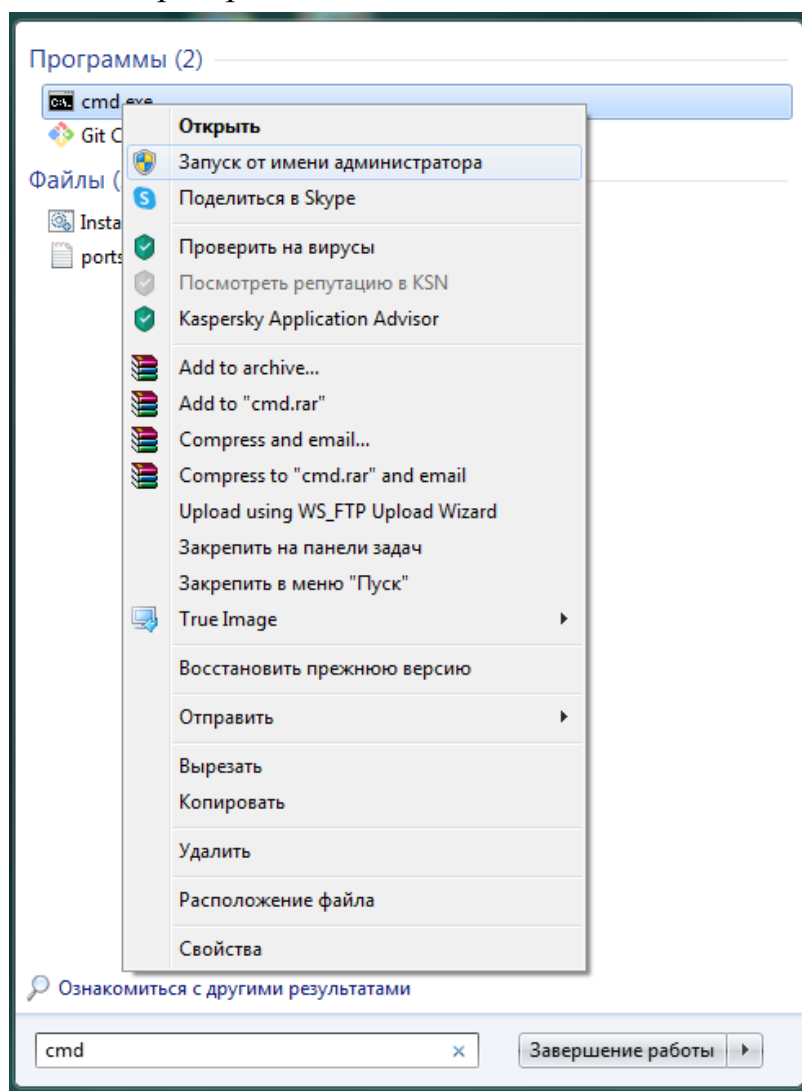 Программы (2)
cmd.exe
Git C
Открыть
Запуск от имени администратора
Файлы (
Поделиться в Skype
Insta
ports
Проверить на вирусы
Посмотреть репутацию в KSN
Kaspersky Application Advisor
Add to archive...
Add to "cmd.rar"
Compress and email...
Compress to "cmd.rar" and email
Upload using WS_FTP Upload Wizard
Закрепить на панели задач
Закрепить в меню "Пуск"
True Image
Восстановить прежнюю версию
Отправить
Вырезать
Копировать
Удалить
Расположение файла
Свойства
Ознакомиться с другими результатами
cmd
Завершение работы